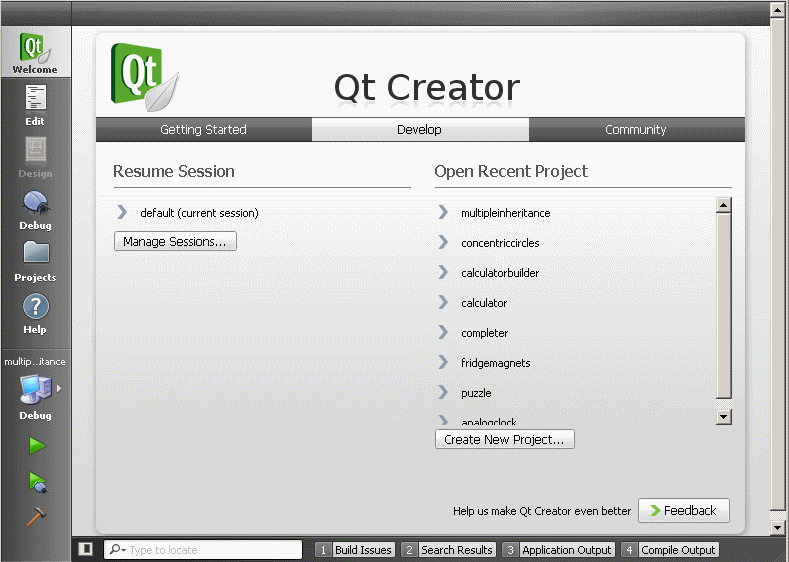 Qt
Welcome
Edit
Design
Debug
Projects
Help
multip...itance
Debug
Qt
Qt Creator
Getting Started
Develop
Community
Resume Session
default (current session)
Manage Sessions...
Open Recent Project
multipleinheritance
concentriccircles
calculatorbuilder
calculator
completer
fridgemagnets
puzzle
analogclock
Create New Project...
Help us make Qt Creator even better
Feedback
Type to locate
1 Build Issues 2 Search Results 3 Application Output 4 Compile Output